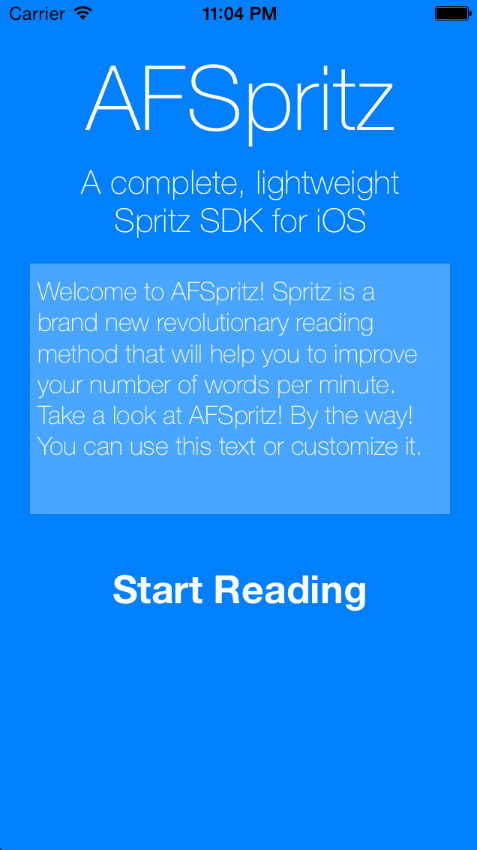 Carrier 11:04 PM
AFSpritz
A complete, lightweight
Spritz SDK for iOS
Welcome to AFSpritz! Spritz is a
brand new revolutionary reading
method that will help you to improve
your number of words per minute.
Take a look at AFSpritz! By the way!
You can use this text or customize it.
Start Reading